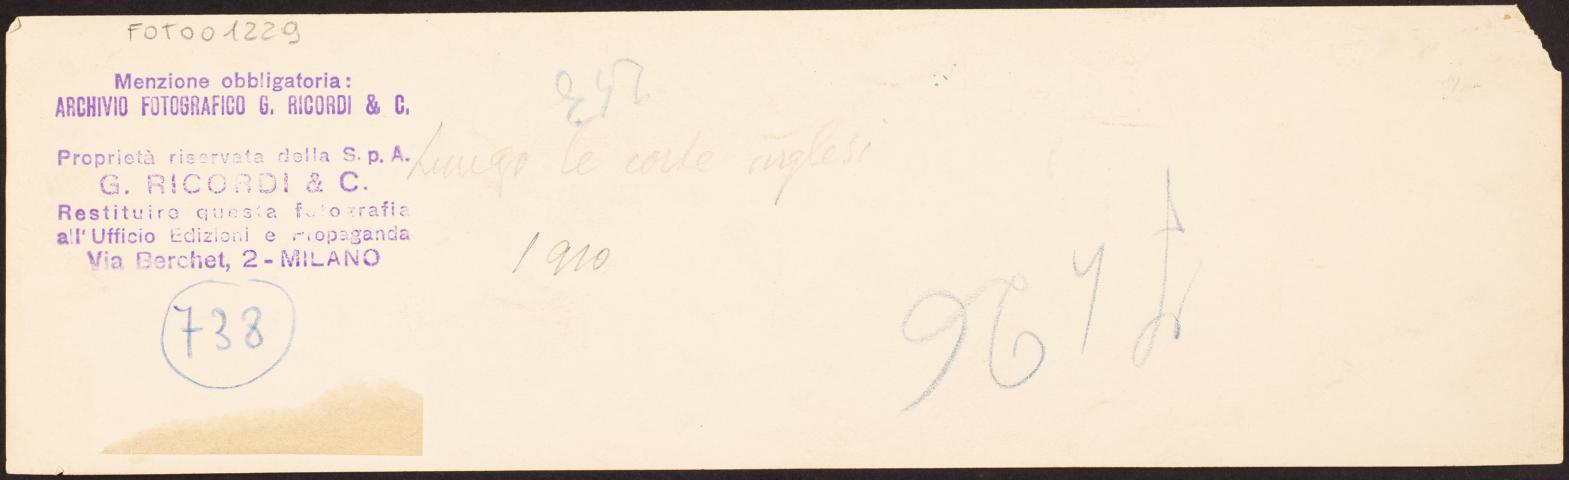 FOTO01229
Menzione obbligatoria:
ARCHIVIO FOTOGRAFICO G. RICORDI & C.
Proprietà riservata della S. p. A.
G. RICORDI & C.
Restituire questa fotografia
all' Ufficio Edizioni e Propaganda
Via Berchet, 2 - MILANO
Lungo le coste inglesi
1910
738